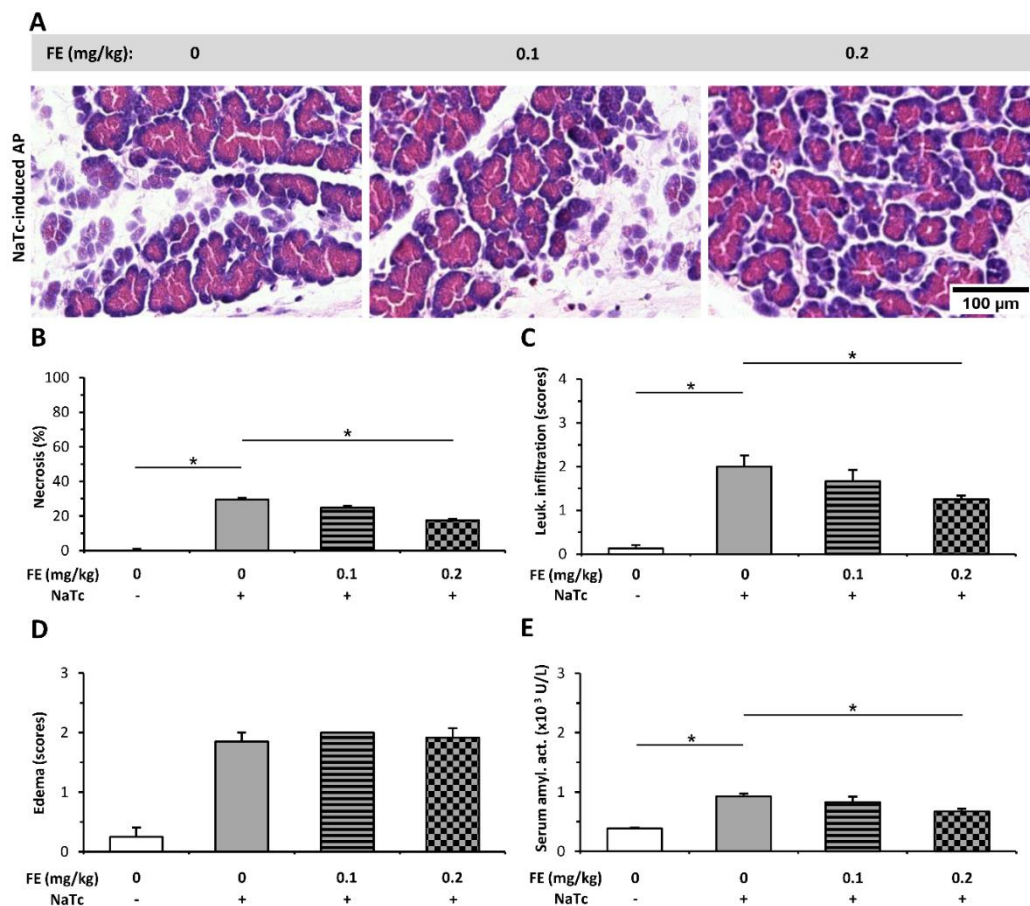 A
FE (mg/kg): 0 0.1 0.2
NaTc-induced AP
100 µm
B
Necrosis (%)
100
80
60
40
20
0
*
*
FE (mg/kg) 0 0 0.1 0.2
NaTc - + + +
C
Leuk. infiltration (scores)
4
3
2
1
0
*
*
FE (mg/kg) 0 0 0.1 0.2
NaTc - + + +
D
Edema (scores)
3
2
1
0
FE (mg/kg) 0 0 0.1 0.2
NaTc - + + +
E
Serum amyl. act. (x10 ³ U/L)
3
2
1
0
*
*
FE (mg/kg) 0 0 0.1 0.2
NaTc - + + +